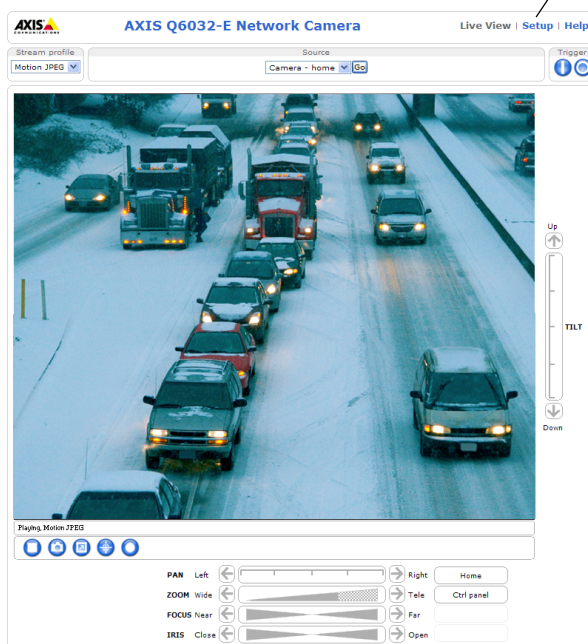 AXIS
COMMUNICATIONS
AXIS Q6032-E Network Camera
Live View | Setup | Help
Stream profile
Source
Trigger
Motion JPEG
Camera - home
Go
Up
TILT
Down
Playing, Motion JPEG
PAN Left Right Home
ZOOM Wide Tele Ctrl panel
FOCUS Near Far
IRIS Close Open